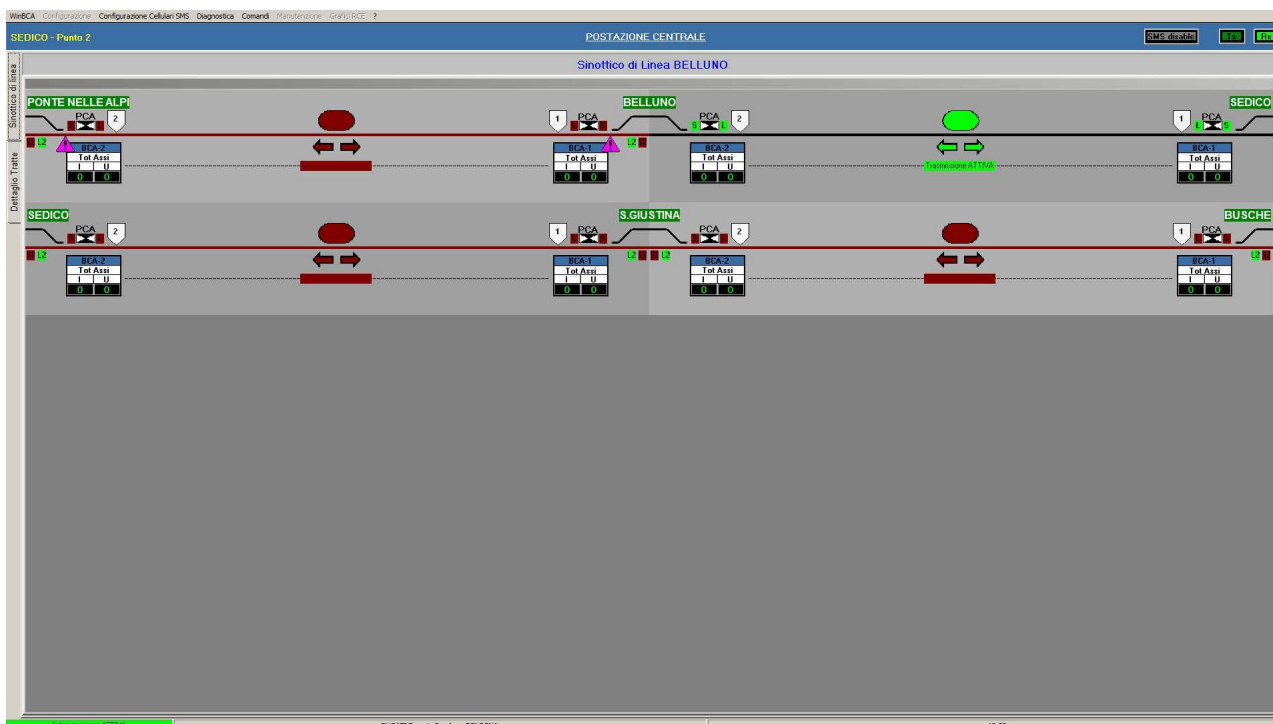 WinBCA Configurazione Configurazione Cellulari SMS Diagnostica Comandi Manutenzione Grafici RCE ?
SEDICO - Punto 2 POSTAZIONE CENTRALE SMS disable Tx Rx
Sinottico di Linea BELLUNO
Sinottico di linea
Dettaglio Tratte
PONTE NELLE ALPI BELLUNO SEDICO
PCA 2 1 PCA S PCA L 2 1 L PCA S
L2 L2
BCA-2 BCA-1 BCA-2 BCA-1
Tot Assi Tot Assi Tot Assi Tot Assi
I U I U I U I U
Trasmissione ATTIVA
0 0 0 0 0 0 0 0
SEDICO S.GIUSTINA BUSCHE
PCA 2 1 PCA PCA 2 1 PCA
L2 L2 L2 L2
BCA-2 BCA-1 BCA-2 BCA-1
Tot Assi Tot Assi Tot Assi Tot Assi
I U I U I U I U
0 0 0 0 0 0 0 0